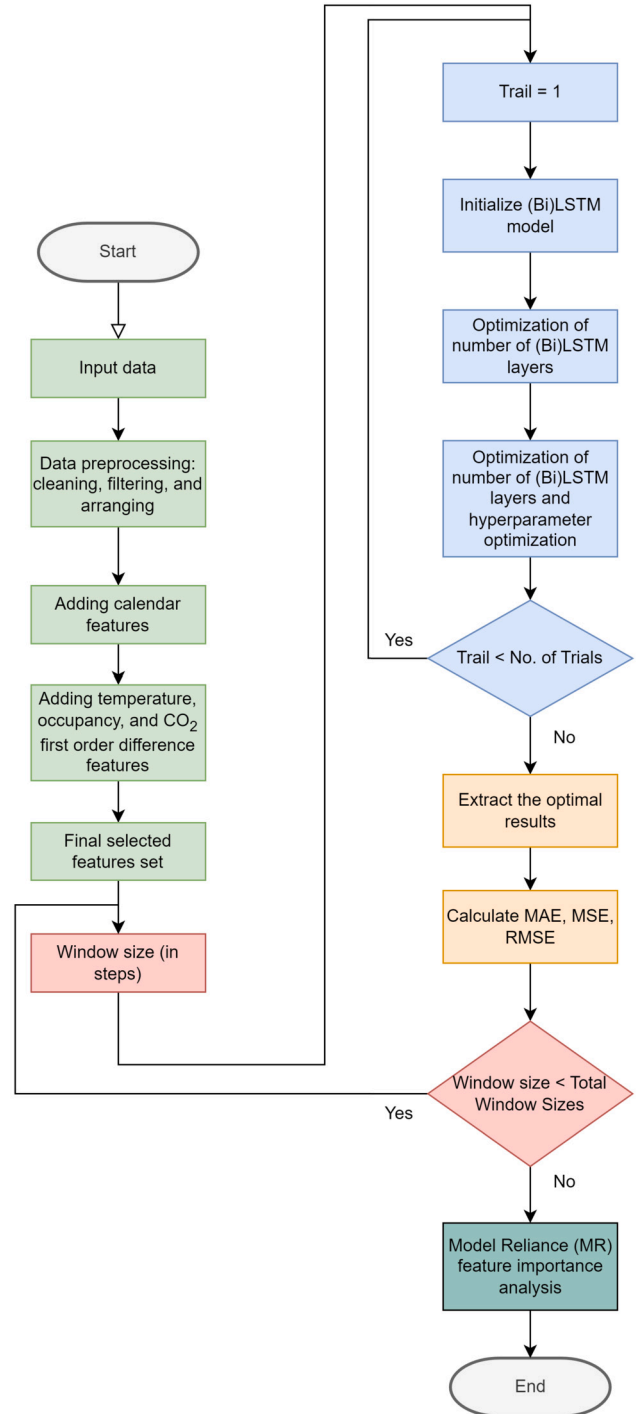 Start
Input data
Data preprocessing:
cleaning, filtering, and
arranging
Adding calendar
features
Adding temperature,
occupancy, and CO₂
first order difference
features
Final selected
features set
Window size (in
steps)
Trail = 1
Initialize (Bi)LSTM
model
Optimization of
number of (Bi)LSTM
layers
Optimization of
number of (Bi)LSTM
layers and
hyperparameter
optimization
Yes
Trail < No. of Trials
No
Extract the optimal
results
Calculate MAE, MSE,
RMSE
Window size < Total
Window Sizes
Yes
No
Model Reliance (MR)
feature importance
analysis
End